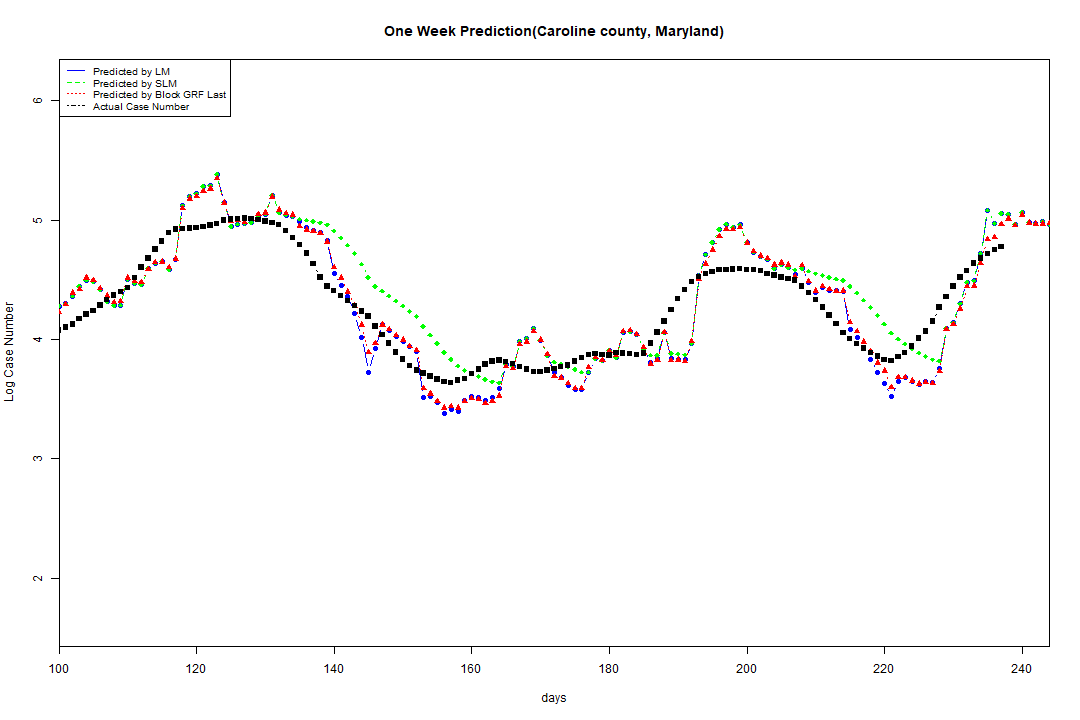 One Week Prediction(Caroline county, Maryland)
Predicted by LM
Predicted by SLM
Predicted by Block GRF Last
Actual Case Number
6
5
4
3
2
Log Case Number
100 120 140 160 180 200 220 240
days